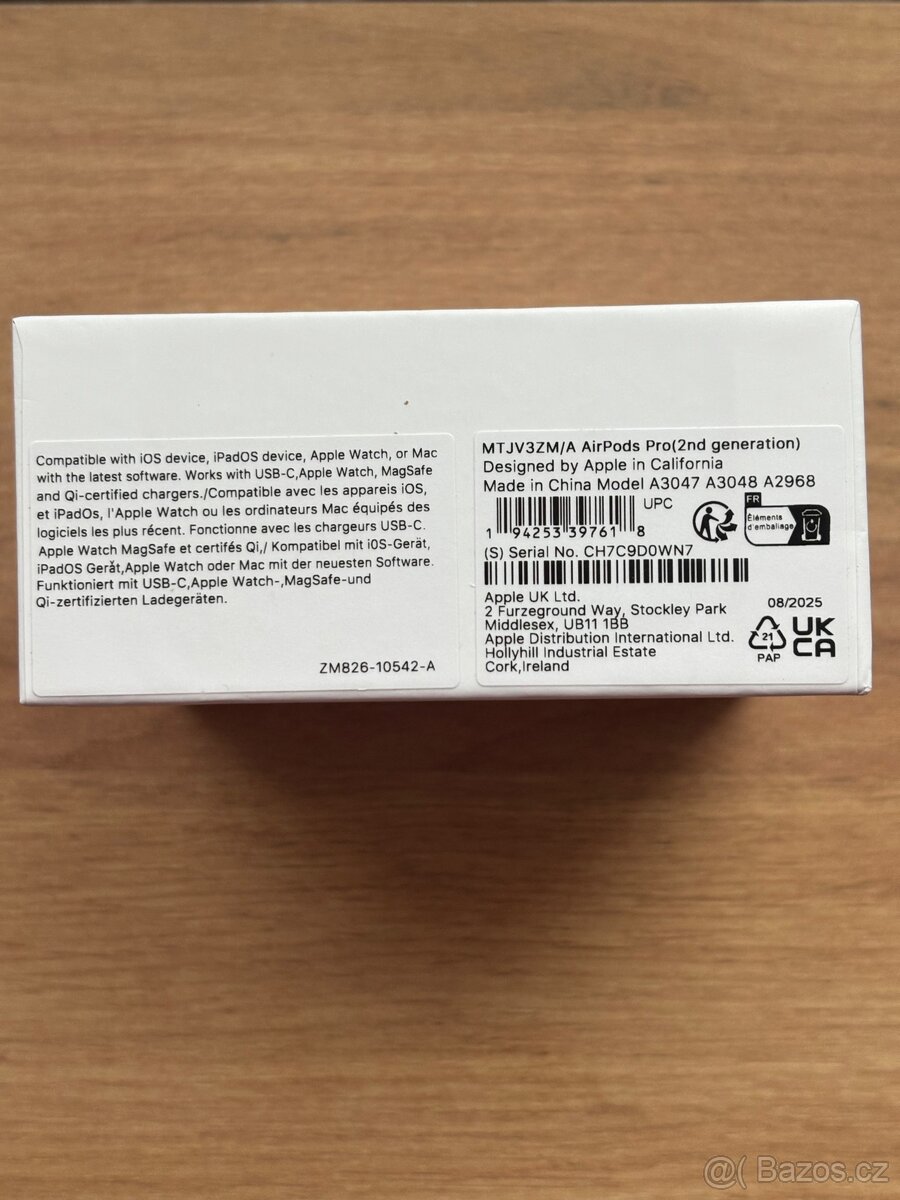 Compatible with iOS device, iPadOS device, Apple Watch, or Mac
with the latest software. Works with USB-C,Apple Watch, MagSafe
and Qi-certified chargers./Compatible avec les appareis iOS,
et iPadOs, l'Apple Watch ou les ordinateurs Mac équipés des
logiciels les plus récent. Fonctionne avec les chargeurs USB-C.
Apple Watch MagSafe et certifés Qi,/ Kompatibel mit i0S-Gerät,
iPadOS Gerät,Apple Watch oder Mac mit der neuesten Software.
Funktioniert mit USB-C,Apple Watch-,MagSafe-und
Qi-zertifizierten Ladegeräten.
ZM826-10542-A
MTJV3ZM/A AirPods Pro(2nd generation)
Designed by Apple in California
Made in China Model A3047 A3048 A2968
1 94253 39761 8
UPC
FR
Éléments
d'emballage
(S) Serial No. CH7C9D0WN7
Apple UK Ltd.
2 Furzeground Way, Stockley Park
Middlesex, UB11 1BB
Apple Distribution International Ltd.
Hollyhill Industrial Estate
Cork,Ireland
08/2025
21
PAP
UK
CA
@( Bazos.cz